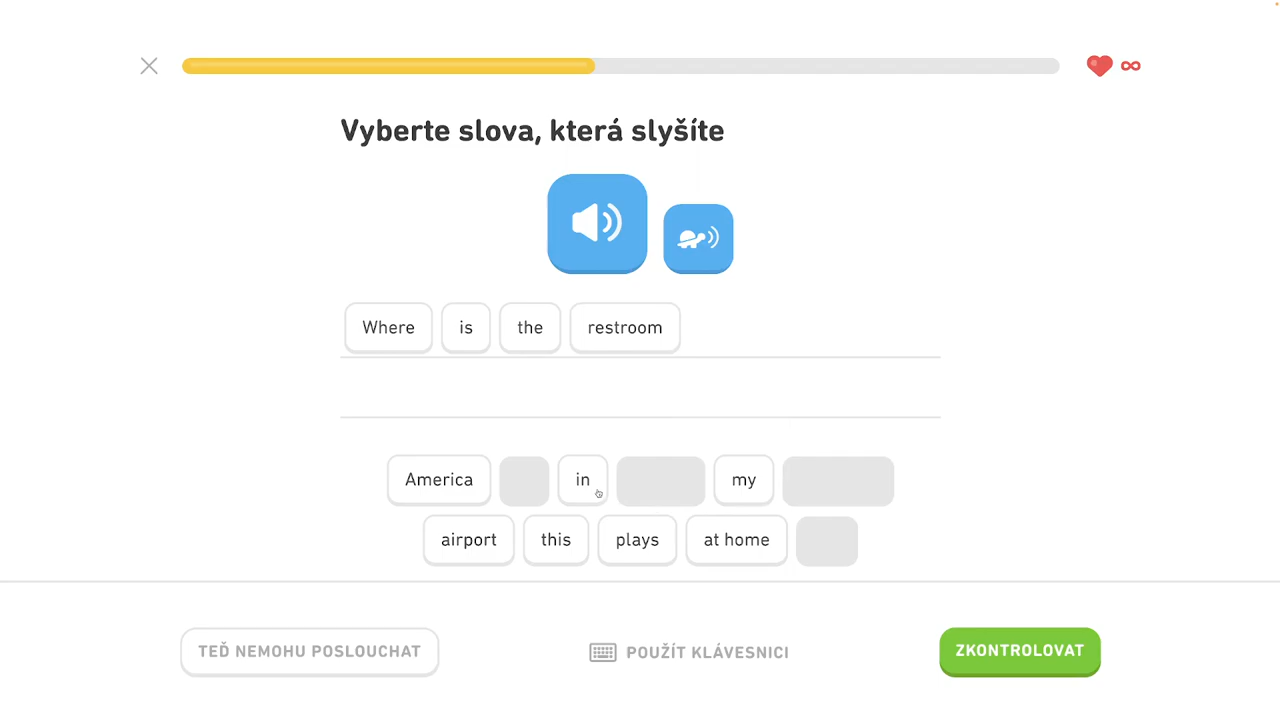 Vyberte slova, která slyšíte
Where is the restroom
America in my
airport this plays at home
TEĎ NEMOHU POSLOUCHAT POUŽÍT KLÁVESNICI ZKONTROLOVAT